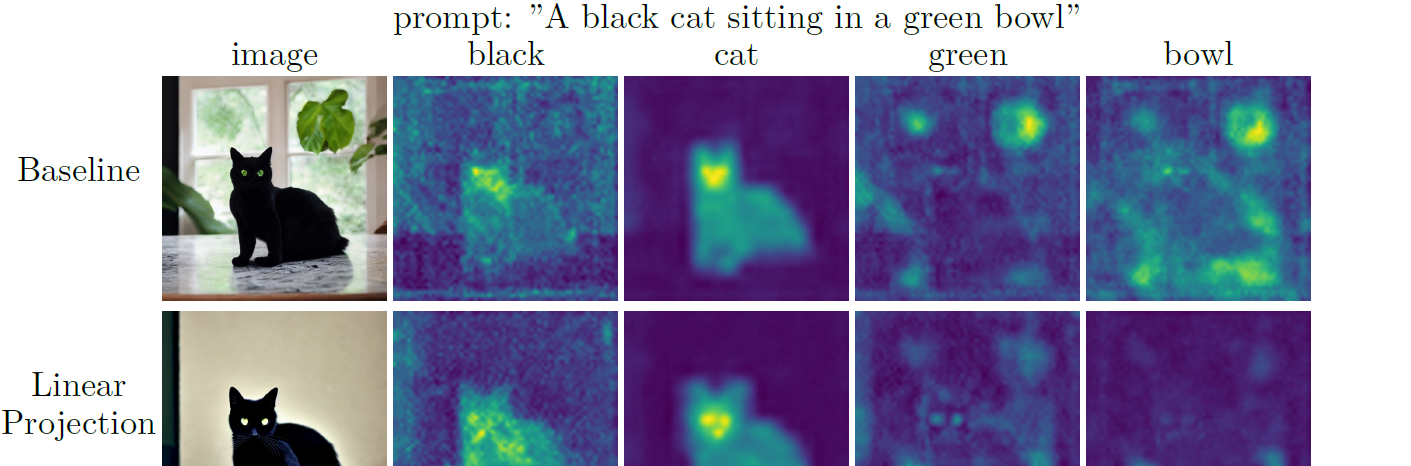 prompt: "A black cat sitting in a green bowl"
image black cat green bowl
Baseline
Linear
Projection